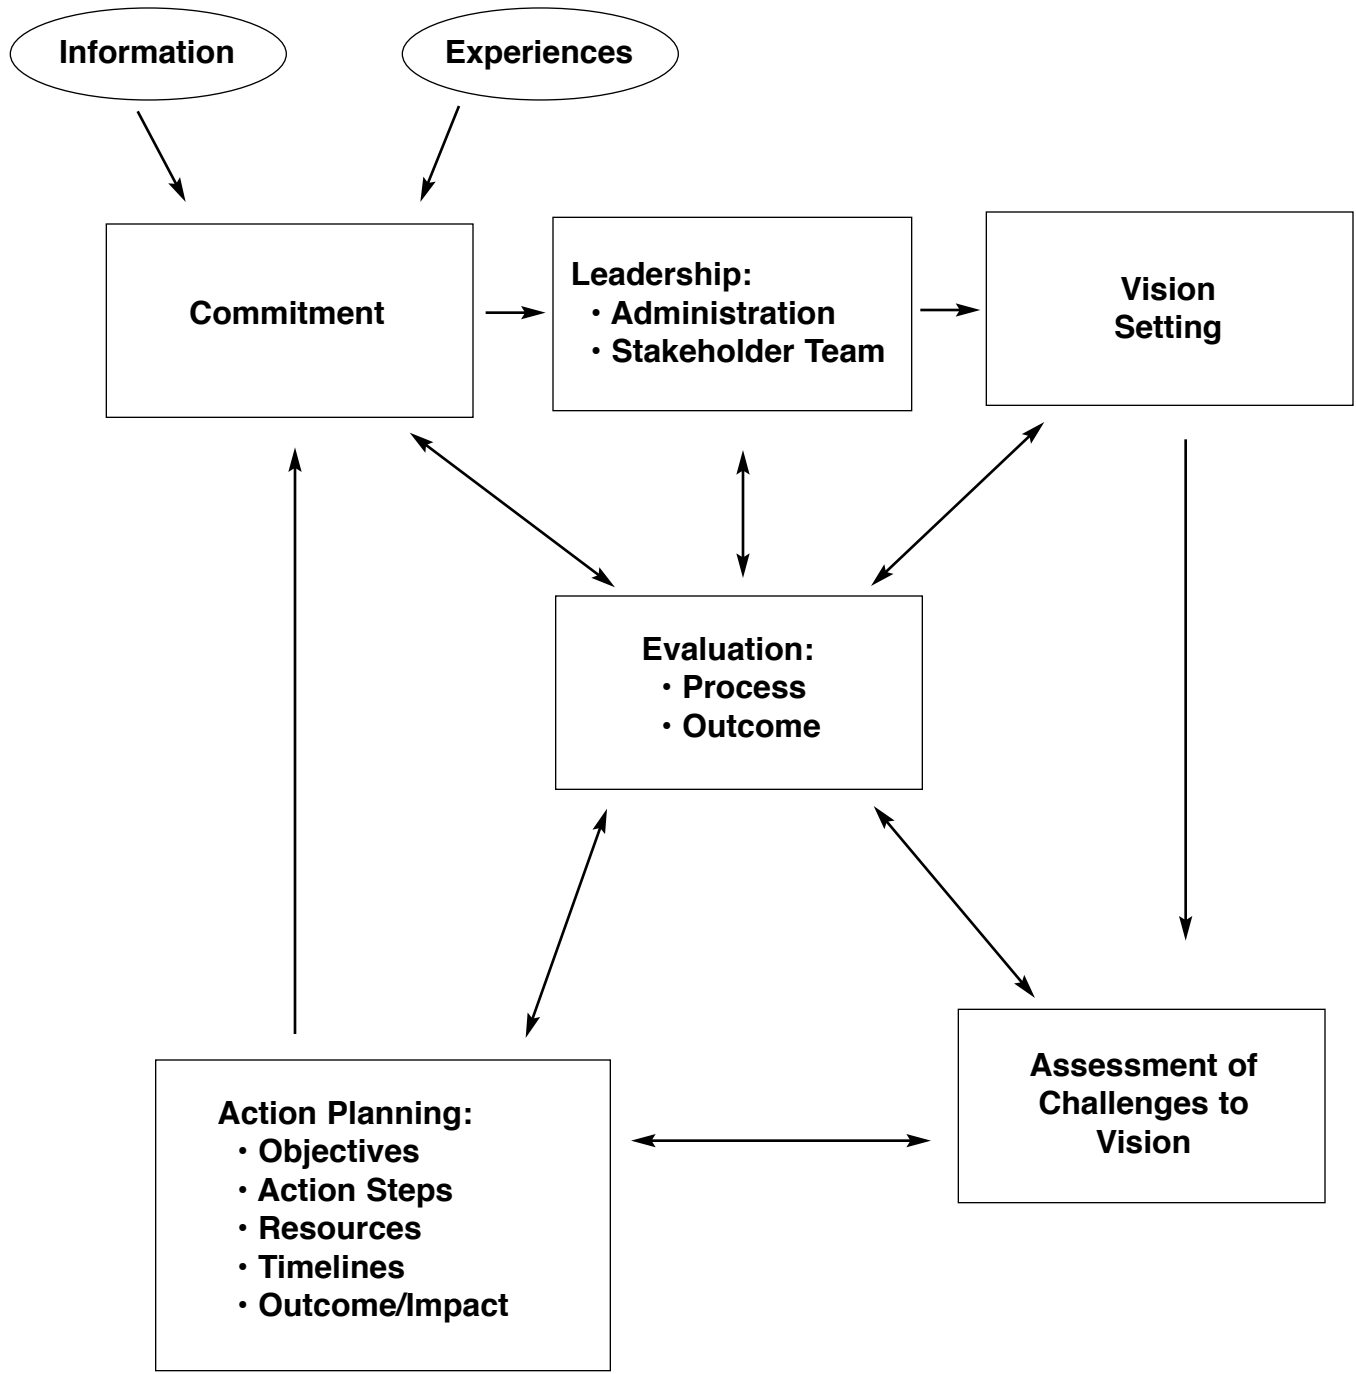 Information
Experiences
Commitment
Leadership:
• Administration
• Stakeholder Team
Vision
Setting
Evaluation:
• Process
• Outcome
Action Planning:
• Objectives
• Action Steps
• Resources
• Timelines
• Outcome/Impact
Assessment of
Challenges to
Vision